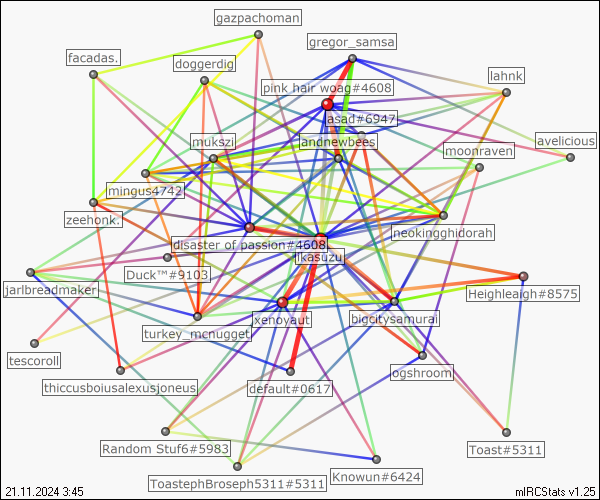 gazpachoman
gregor_samsa
facadas.
doggerdig
lahnk
pink hair woag#4608
asad#6947
mukszi
landnewbees
avelicious
moonraven
mingus4742
zeehonk.
neokingghidorah
disaster of passion#4608
ikasuzu
Duck™#9103
jarlbreadmaker
Heighleaigh#8575
xenoyaut
bigcitysamurai
turkey_mcnugget
tescoroll
ogshroom
thiccusboiusalexusjoneus
default#0617
Random Stuf6#5983
Toast#5311
Knowun#6424
ToastephBroseph5311#5311
21.11.2024 3:45
mIRCStats v1.25